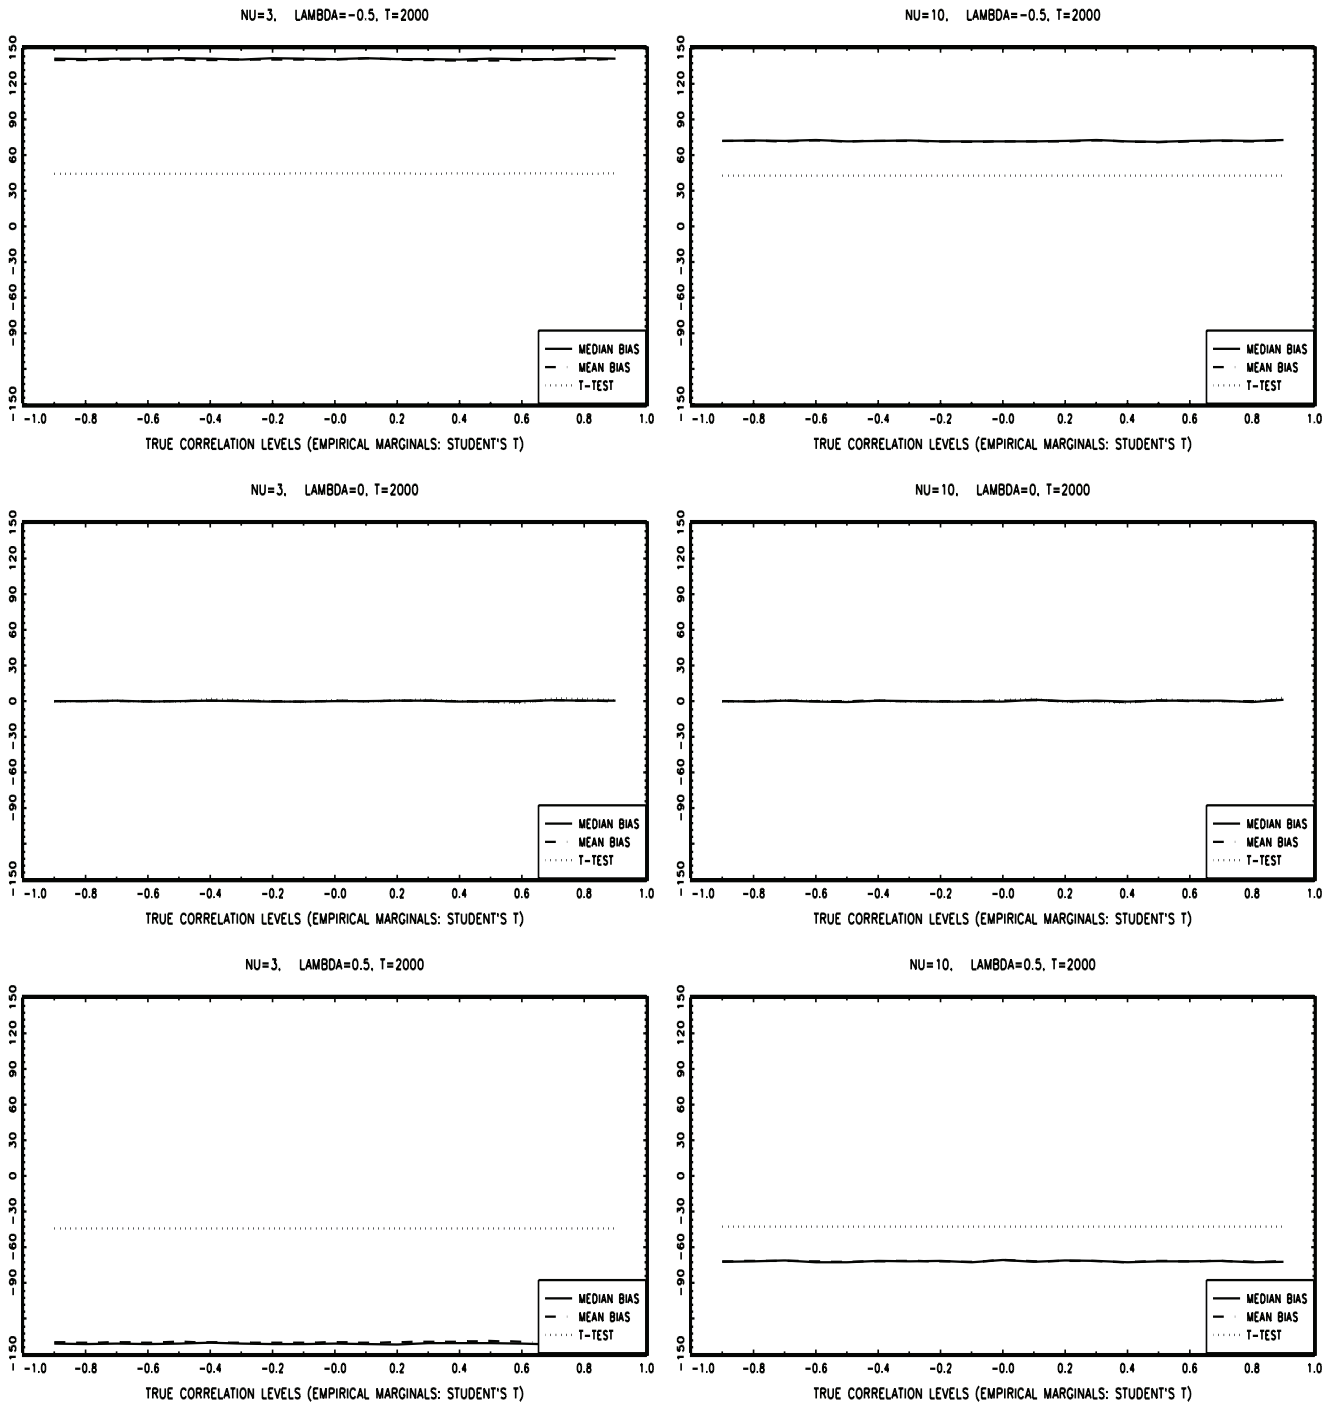 NU=3, LAMBDA=-0.5, T=2000
150
120
90
60
30
0
-30
-60
-90
-150
MEDIAN BIAS
MEAN BIAS
T-TEST
-1.0 -0.8 -0.6 -0.4 -0.2 -0.0 0.2 0.4 0.6 0.8 1.0
TRUE CORRELATION LEVELS (EMPIRICAL MARGINALS: STUDENT'S T)
NU=10, LAMBDA=-0.5, T=2000
150
120
90
60
30
0
-30
-60
-90
-150
MEDIAN BIAS
MEAN BIAS
T-TEST
-1.0 -0.8 -0.6 -0.4 -0.2 -0.0 0.2 0.4 0.6 0.8 1.0
TRUE CORRELATION LEVELS (EMPIRICAL MARGINALS: STUDENT'S T)
NU=3, LAMBDA=0, T=2000
150
120
90
60
30
0
-30
-60
-90
-150
MEDIAN BIAS
MEAN BIAS
T-TEST
-1.0 -0.8 -0.6 -0.4 -0.2 -0.0 0.2 0.4 0.6 0.8 1.0
TRUE CORRELATION LEVELS (EMPIRICAL MARGINALS: STUDENT'S T)
NU=10, LAMBDA=0, T=2000
150
120
90
60
30
0
-30
-60
-90
-150
MEDIAN BIAS
MEAN BIAS
T-TEST
-1.0 -0.8 -0.6 -0.4 -0.2 -0.0 0.2 0.4 0.6 0.8 1.0
TRUE CORRELATION LEVELS (EMPIRICAL MARGINALS: STUDENT'S T)
NU=3, LAMBDA=0.5, T=2000
150
120
90
60
30
0
-30
-60
-90
-150
MEDIAN BIAS
MEAN BIAS
T-TEST
-1.0 -0.8 -0.6 -0.4 -0.2 -0.0 0.2 0.4 0.6 0.8 1.0
TRUE CORRELATION LEVELS (EMPIRICAL MARGINALS: STUDENT'S T)
NU=10, LAMBDA=0.5, T=2000
150
120
90
60
30
0
-30
-60
-90
-150
MEDIAN BIAS
MEAN BIAS
T-TEST
-1.0 -0.8 -0.6 -0.4 -0.2 -0.0 0.2 0.4 0.6 0.8 1.0
TRUE CORRELATION LEVELS (EMPIRICAL MARGINALS: STUDENT'S T)